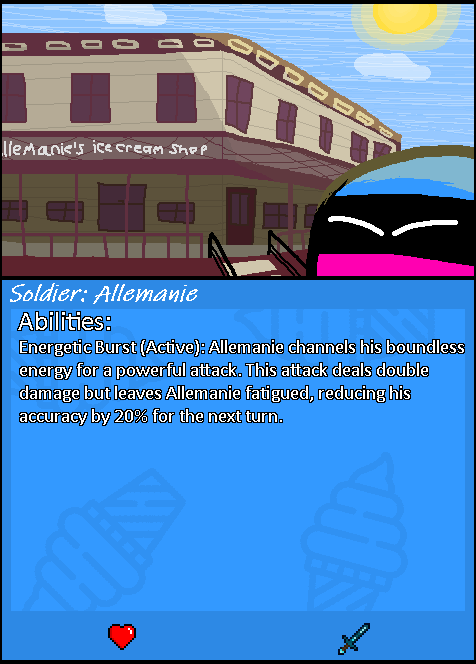 lleManie's ice cream shop
Soldier: Allemanie
Abilities:
Energetic Burst (Active): Allemanie channels his boundless
energy for a powerful attack. This attack deals double
damage but leaves Allemanie fatigued, reducing his
accuracy by 20% for the next turn.